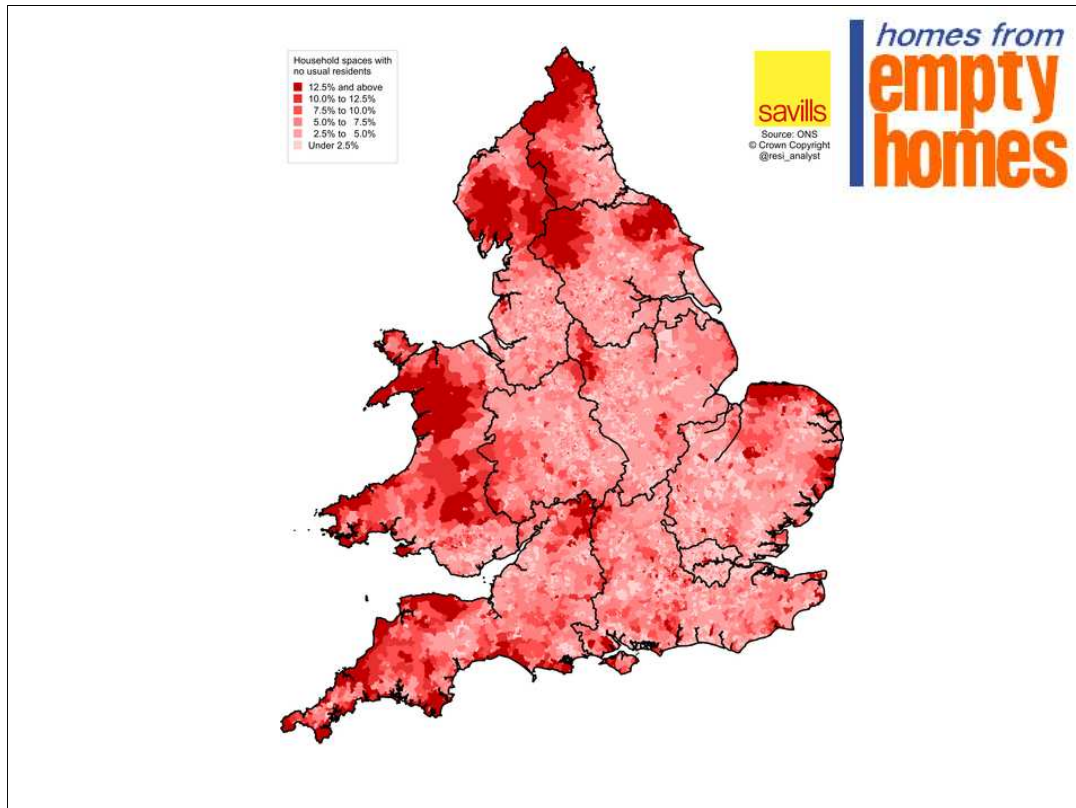 Household spaces with
no usual residents
12.5% and above
10.0% to 12.5%
7.5% to 10.0%
5.0% to 7.5%
2.5% to 5.0%
Under 2.5%
savills
Source: ONS
© Crown Copyright
@resi_analyst
homes from
empty
homes